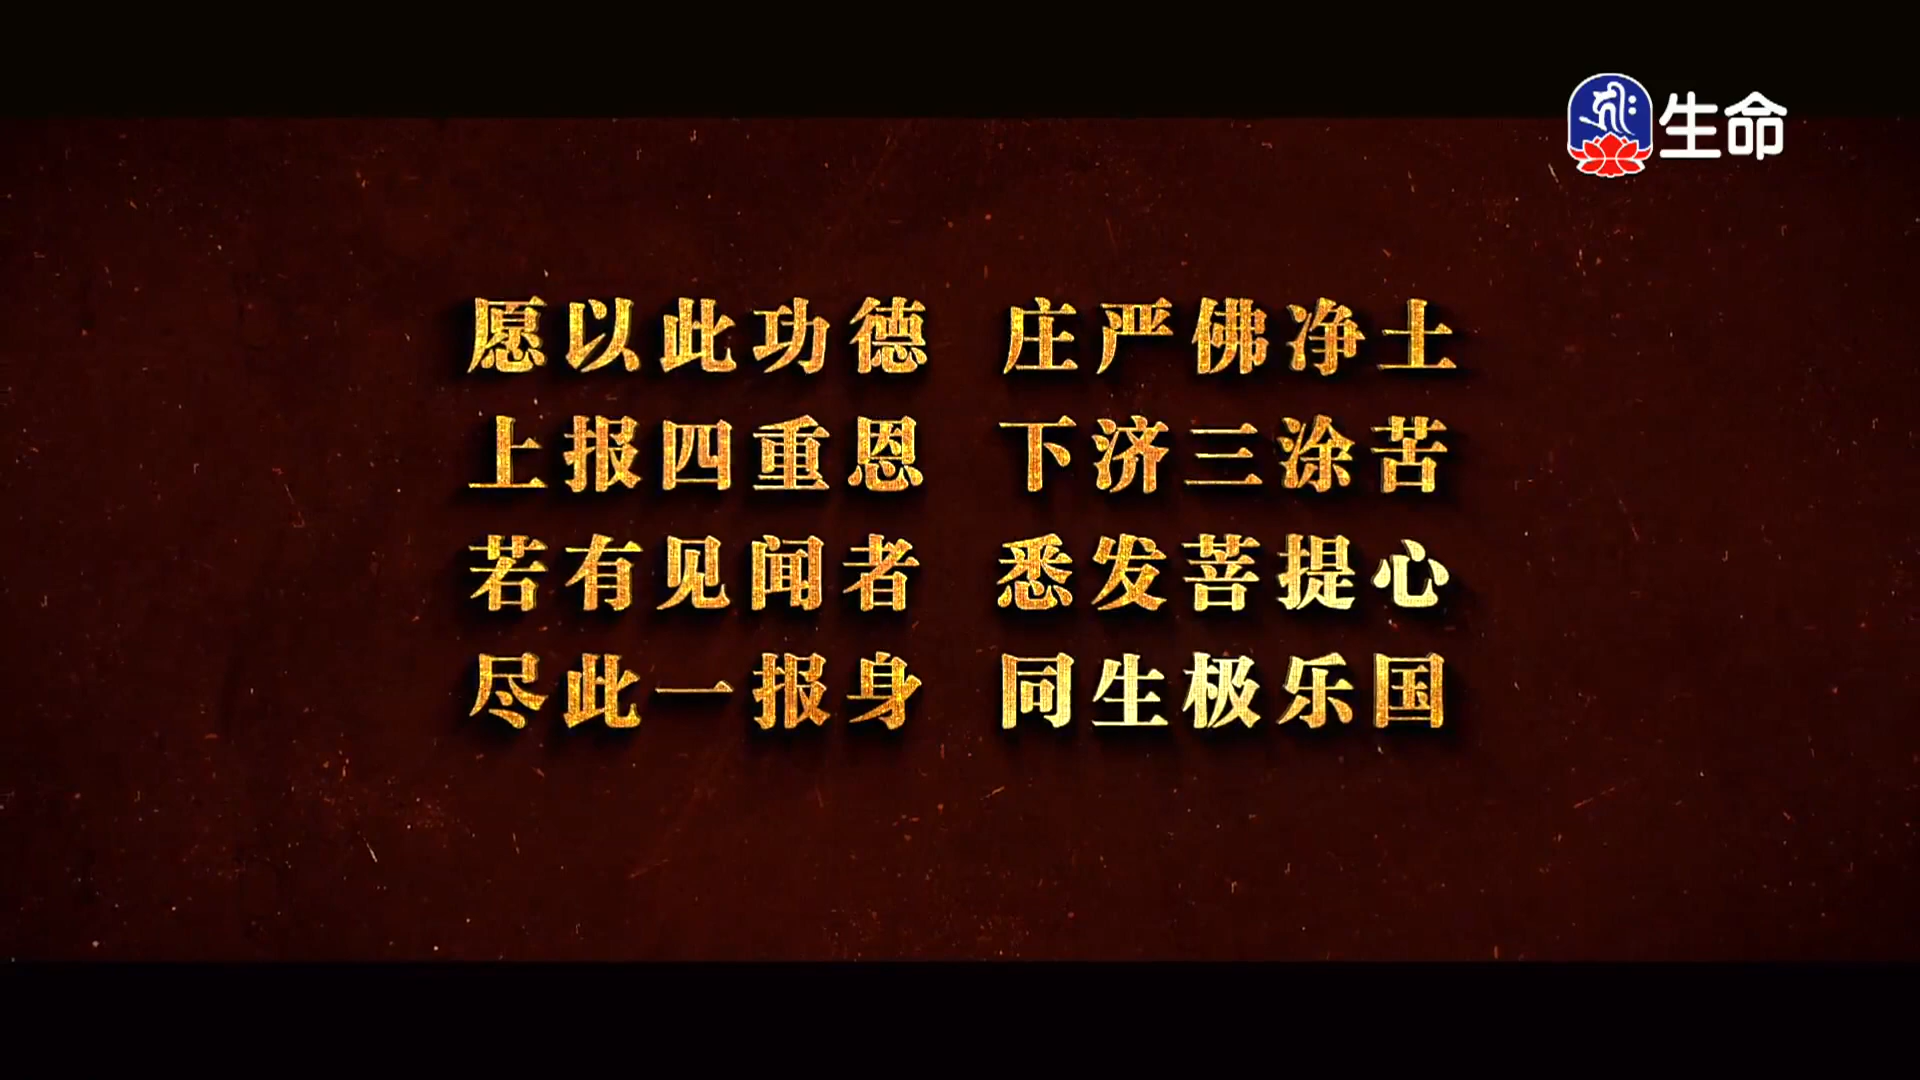 生命
愿以此功德 庄严佛净土
上报四重恩 下济三涂苦
若有见闻者 悉发菩提心
尽此一报身 同生极乐国